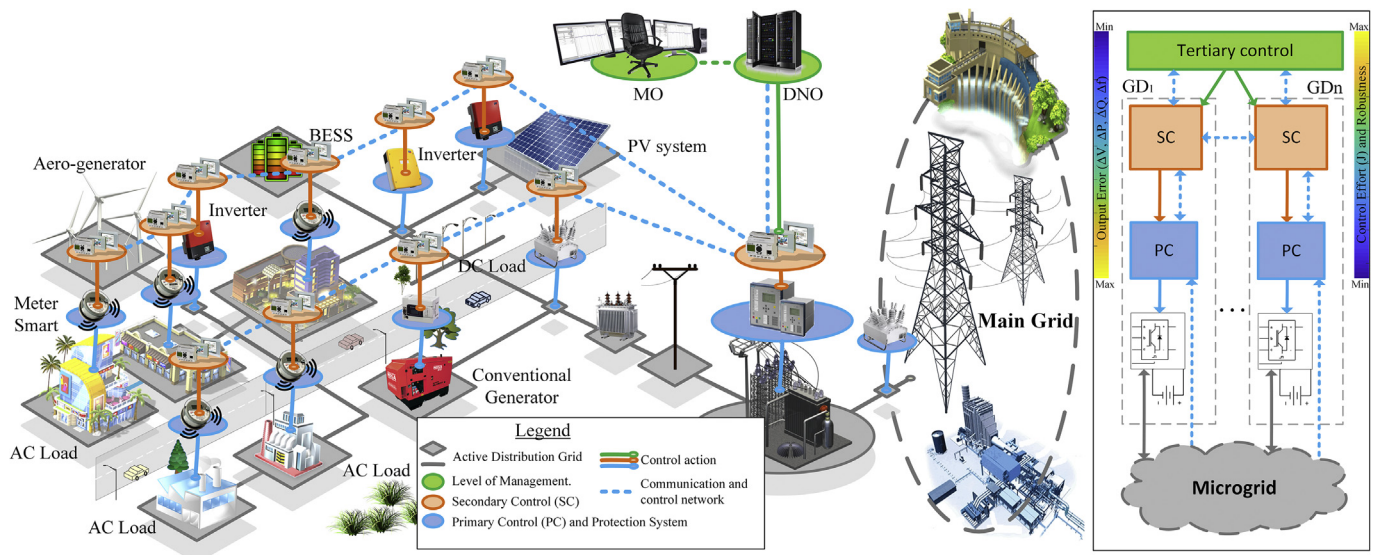 MO
DNO
BESS
Aero-generator
Inverter
PV system
Inverter
DC Load
Meter
Smart
Main Grid
Conventional
Generator
AC Load
AC Load
AC Load
Legend
Active Distribution Grid
Level of Management.
Secondary Control (SC)
Primary Control (PC) and Protection System
Control action
Communication and
control network
Min
Output Error (ΔV, ΔP, ΔQ, Δf)
Max
Max
Control Effort (J) and Robustness
Min
Tertiary control
GD1
GDn
SC
SC
PC
PC
...
Microgrid